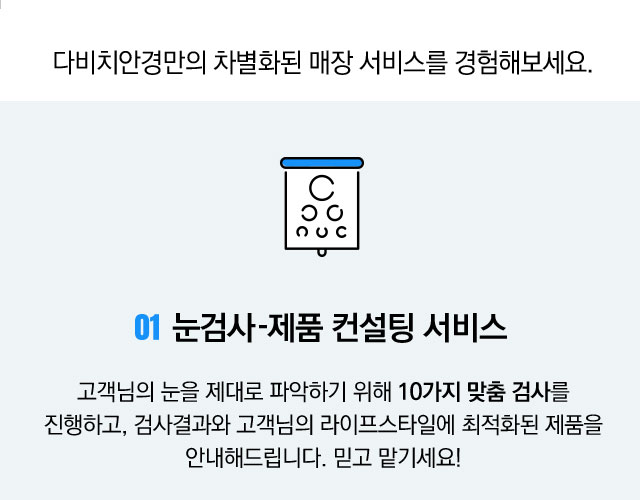 다비치안경만의 차별화된 매장 서비스를 경험해보세요.
01 눈검사-제품 컨설팅 서비스
고객님의 눈을 제대로 파악하기 위해 10가지 맞춤 검사를
진행하고, 검사결과와 고객님의 라이프스타일에 최적화된 제품을
안내해드립니다. 믿고 맡기세요!